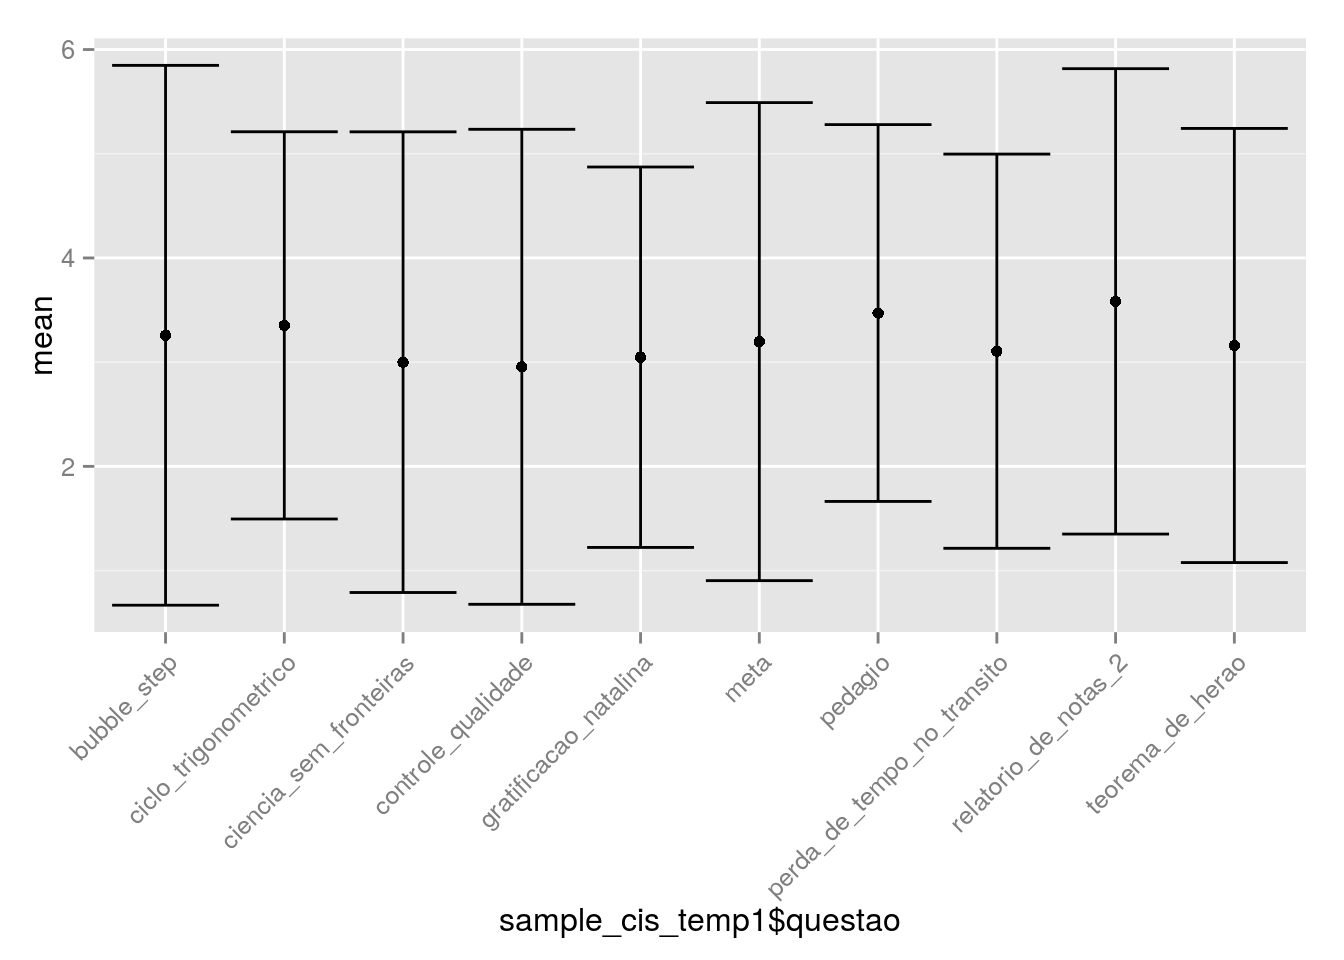 6
4
2
mean
bubble_step
ciclo_trigonometrico
ciencia_sem_fronteiras
controle_qualidade
gratificacao_natalina
meta
pedagio
perda_de_tempo_no_transito
relatorio_de_notas_2
teorema_de_herao
sample_cis_temp1$questao